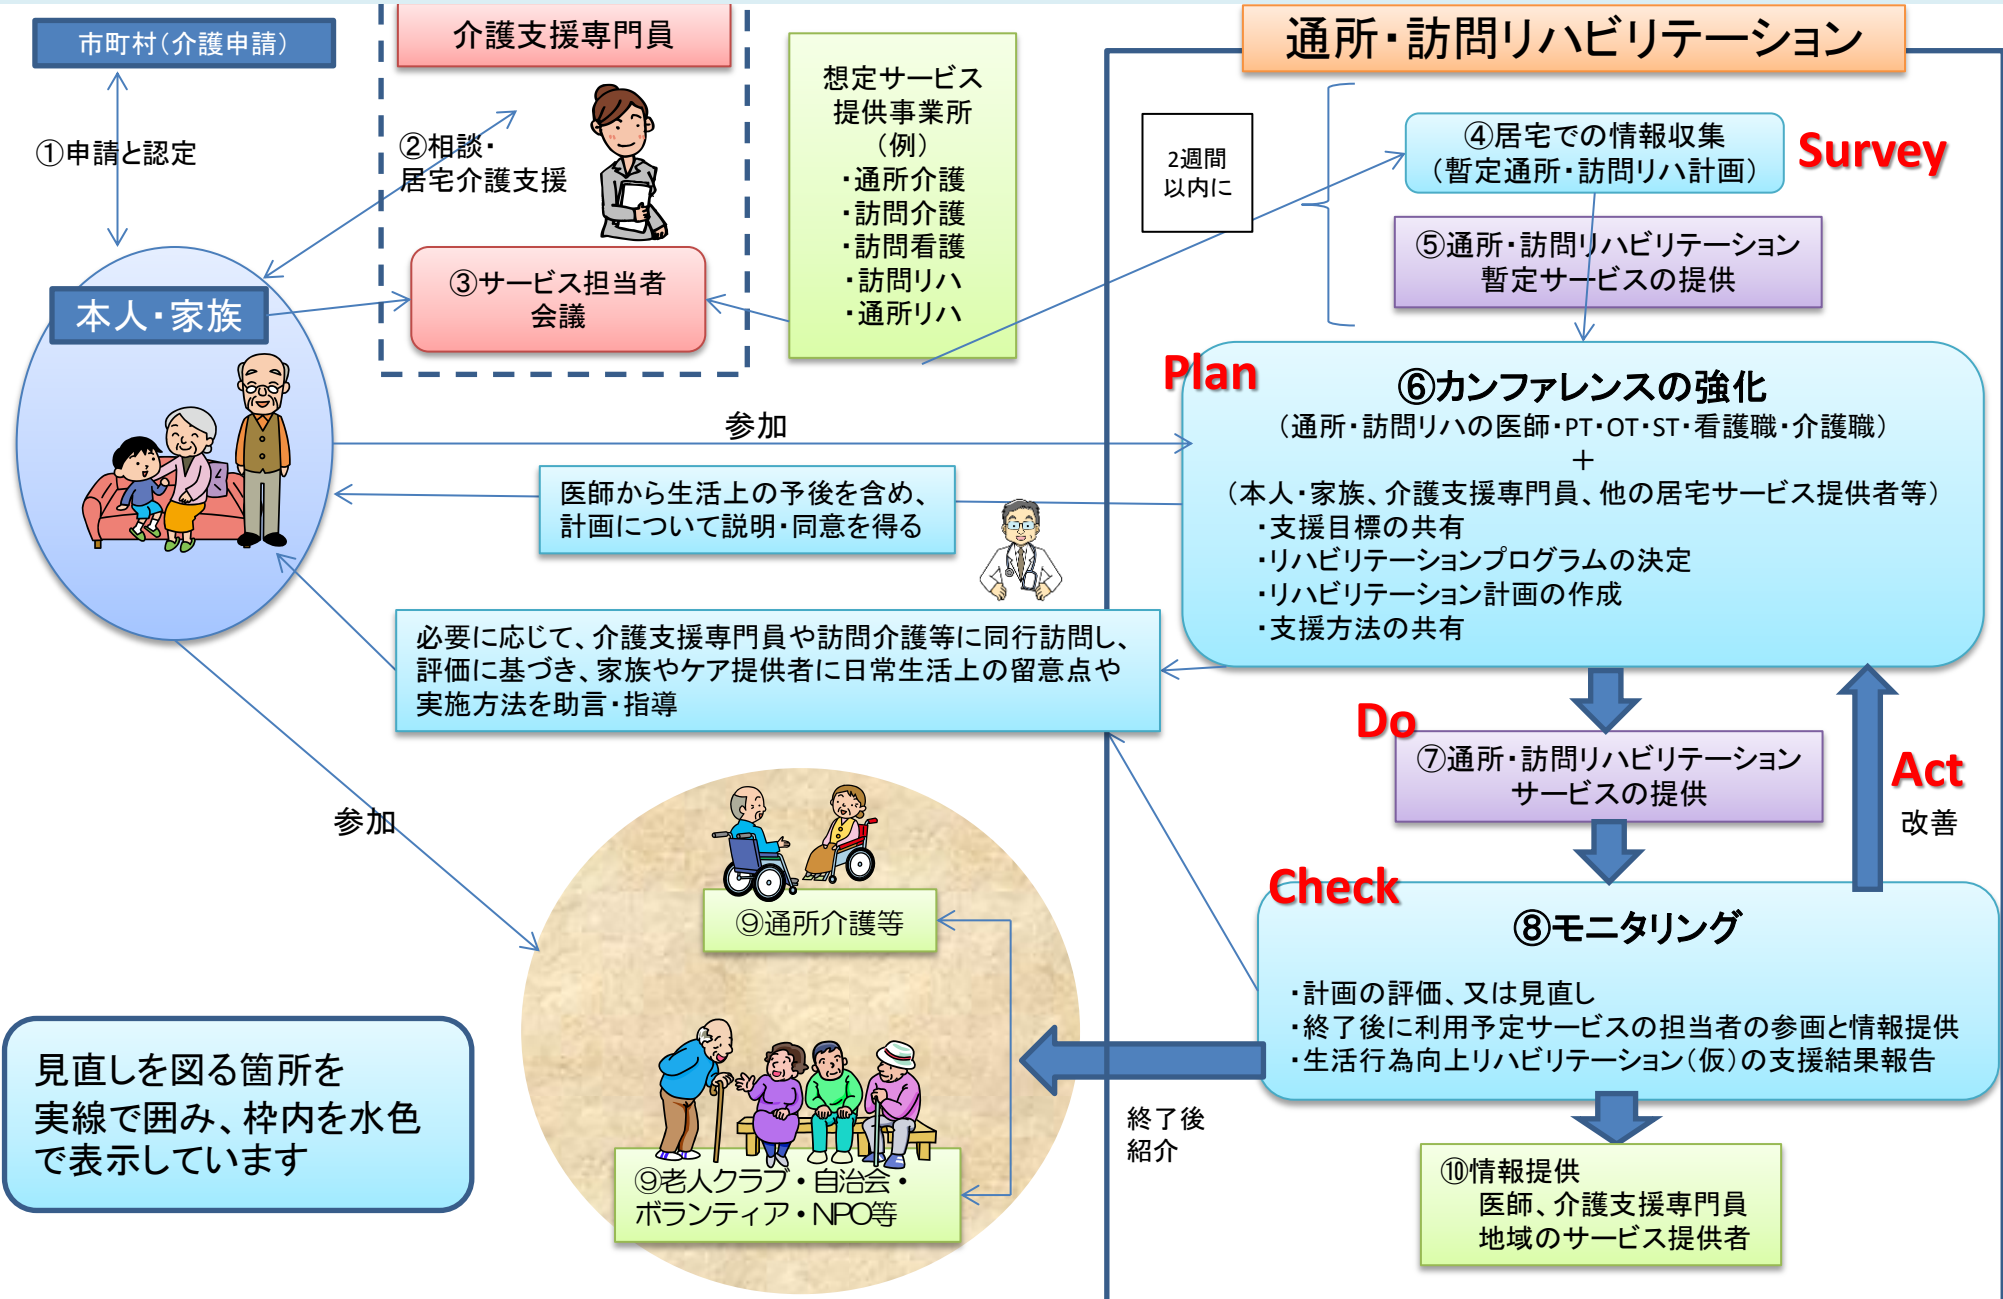 市町村（介護申請）
①申請と認定
本人・家族
介護支援専門員
②相談・
居宅介護支援
③サービス担当者
会議
想定サービス
提供事業所
（例）
・通所介護
・訪問介護
・訪問看護
・訪問リハ
・通所リハ
通所・訪問リハビリテーション
2週間
以内に
④居宅での情報収集
（暫定通所・訪問リハ計画）
Survey
⑤通所・訪問リハビリテーション
暫定サービスの提供
Plan
⑥カンファレンスの強化
（通所・訪問リハの医師・PT・OT・ST・看護職・介護職）
＋
（本人・家族、介護支援専門員、他の居宅サービス提供者等）
・支援目標の共有
・リハビリテーションプログラムの決定
・リハビリテーション計画の作成
・支援方法の共有
参加
医師から生活上の予後を含め、
計画について説明・同意を得る
必要に応じて、介護支援専門員や訪問介護等に同行訪問し、
評価に基づき、家族やケア提供者に日常生活上の留意点や
実施方法を助言・指導
Do
⑦通所・訪問リハビリテーション
サービスの提供
Act
改善
参加
Check
⑧モニタリング
・計画の評価、又は見直し
・終了後に利用予定サービスの担当者の参画と情報提供
・生活行為向上リハビリテーション（仮）の支援結果報告
⑨通所介護等
⑨老人クラブ・自治会・
ボランティア・NPO等
終了後
紹介
⑩情報提供
医師、介護支援専門員
地域のサービス提供者
見直しを図る箇所を
実線で囲み、枠内を水色
で表示しています